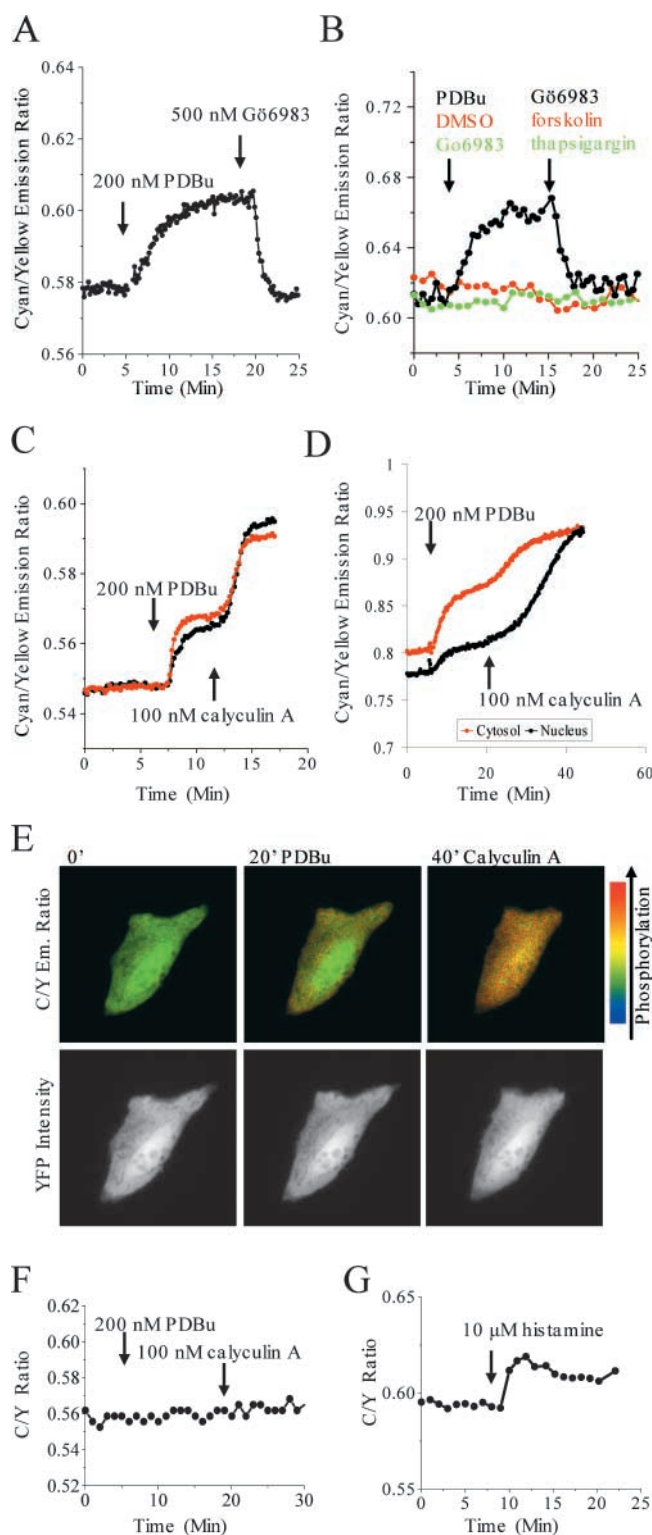 A
Cyan/Yellow Emission Ratio
0.64
0.60
0.58
0.56
500 nM Gö6983
200 nM PDBu
0 5 10 15 20 25
Time (Min)
B
Cyan/Yellow Emission Ratio
0.72
0.68
0.64
0.60
PDBu Gö6983
DMSO forskolin
Go6983 thapsigargin
0 5 10 15 20 25
Time (Min)
C
Cyan/Yellow Emission Ratio
0.60
0.58
0.56
0.54
200 nM PDBu
100 nM calyculin A
0 5 10 15 20
Time (Min)
D
Cyan/Yellow Emission Ratio
1
0.95
0.9
0.85
0.8
0.75
0.7
200 nM PDBu
100 nM calyculin A
Cytosol Nucleus
0 20 40 60
Time (Min)
E
0' 20' PDBu 40' Calyculin A
C/Y Em. Ratio
Phosphorylation
YFP Intensity
F
C/Y Ratio
0.62
0.60
0.58
0.56
0.54
0.52
200 nM PDBu
100 nM calyculin A
0 10 20 30
Time (Min)
G
C/Y Ratio
0.65
0.60
0.55
10 μM histamine
0 5 10 15 20 25
Time (Min)